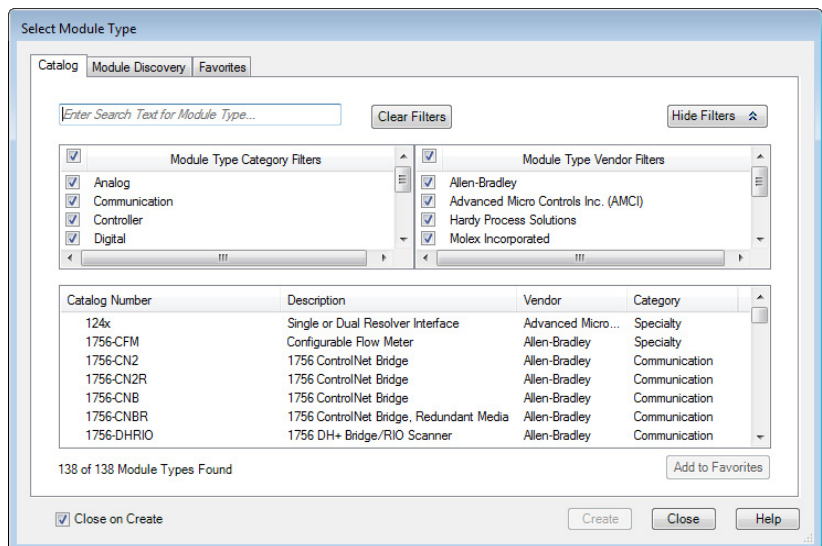 Select Module Type
Catalog Module Discovery Favorites
Enter Search Text for Module Type... Clear Filters Hide Filters
Module Type Category Filters Module Type Vendor Filters
Analog Allen-Bradley
Communication Advanced Micro Controls Inc. (AMCI)
Controller Hardy Process Solutions
Digital Molex Incorporated
Catalog Number Description Vendor Category
124x Single or Dual Resolver Interface Advanced Micro... Specialty
1756-CFM Configurable Flow Meter Allen-Bradley Specialty
1756-CN2 1756 ControlNet Bridge Allen-Bradley Communication
1756-CN2R 1756 ControlNet Bridge Allen-Bradley Communication
1756-CNB 1756 ControlNet Bridge Allen-Bradley Communication
1756-CNBR 1756 ControlNet Bridge, Redundant Media Allen-Bradley Communication
1756-DHRIO 1756 DH+ Bridge/RIO Scanner Allen-Bradley Communication
138 of 138 Module Types Found Add to Favorites
Close on Create Create Close Help